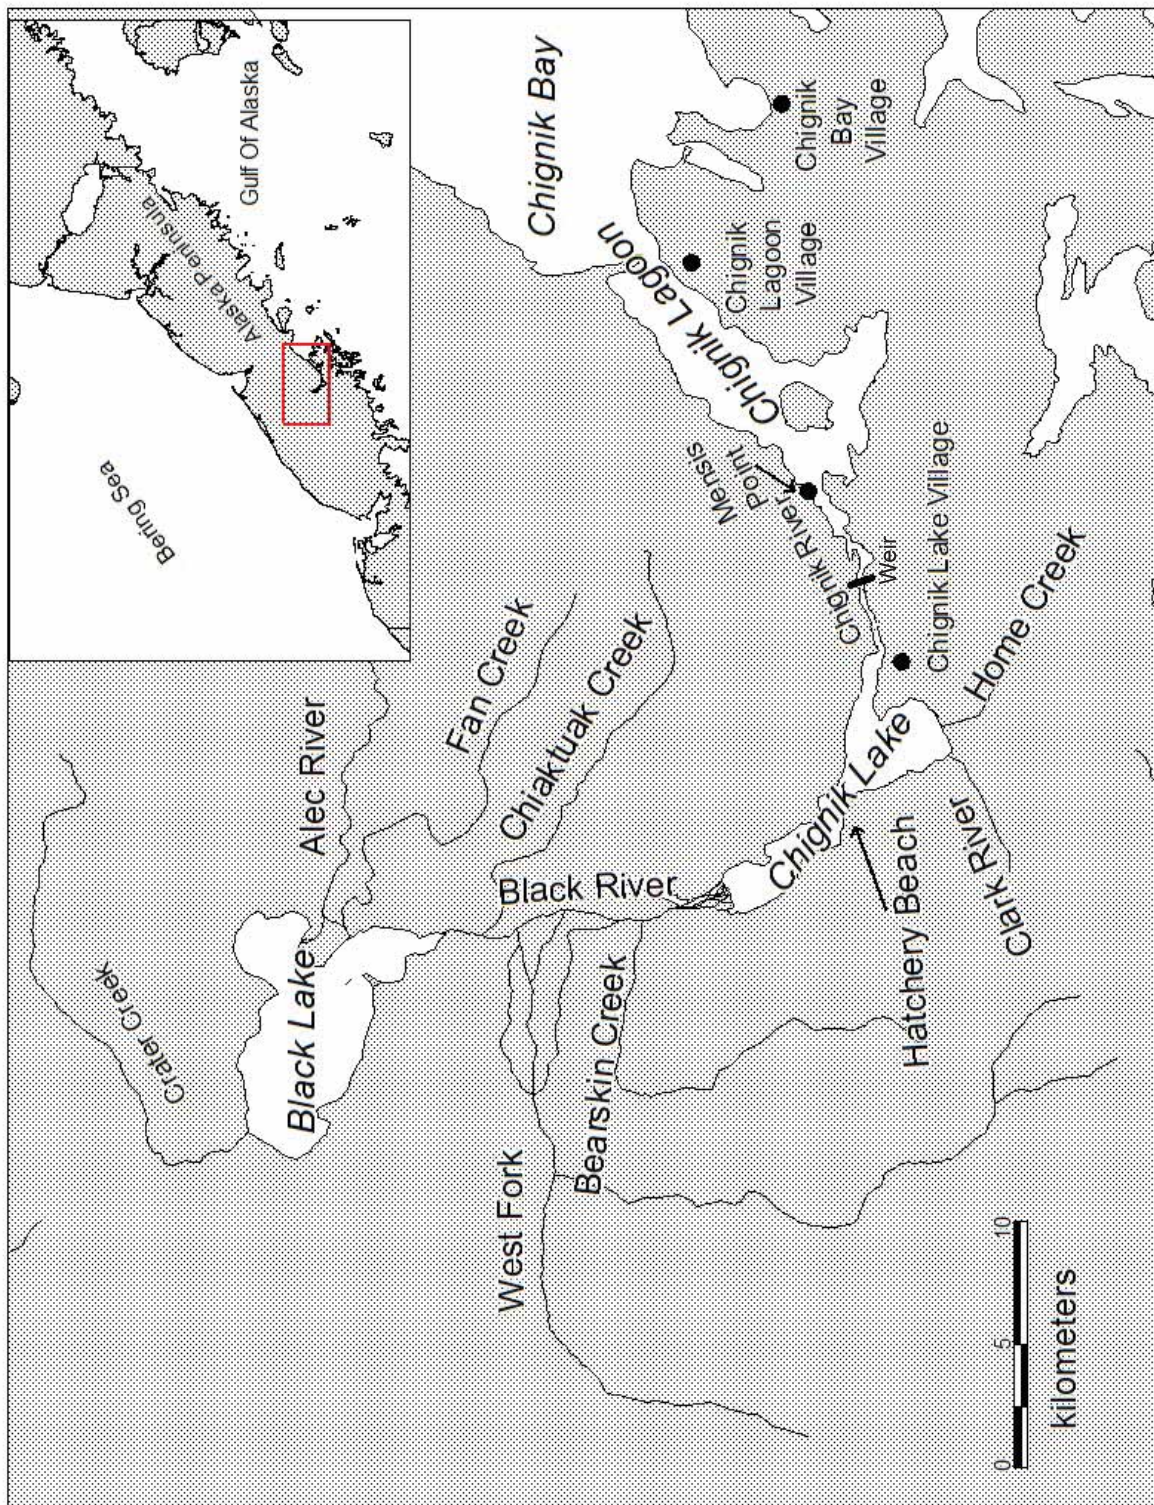 Bering Sea
Alaska Peninsula
Gulf Of Alaska
Crater Creek
Black Lake
Alec River
Fan Creek
Chiaktuak Creek
West Fork
Bearskin Creek
Black River
Chignik Lake
Hatchery Beach
Clark River
Home Creek
Chignik Lake Village
Weir
Chignik River
Mensis
Point
Chignik Lagoon
Chignik
Lagoon
Village
Chignik Bay
Chignik
Bay
Village
0 5 10
kilometers